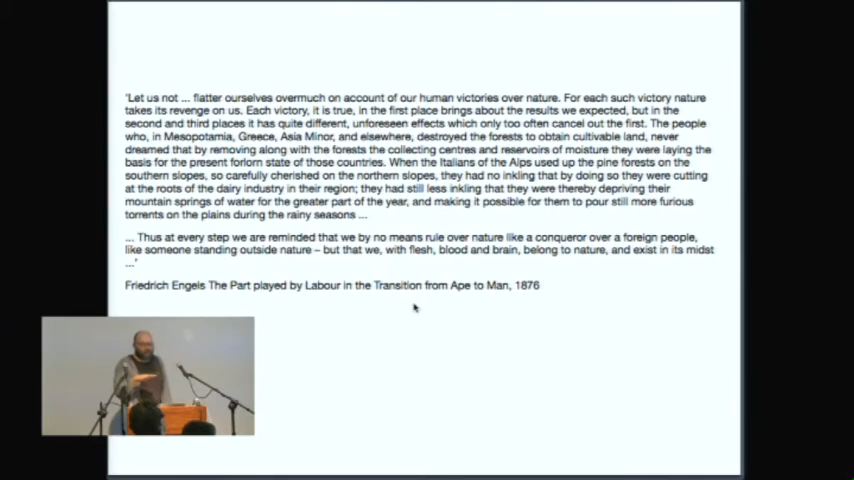 'Let us not ... flatter ourselves overmuch on account of our human victories over nature. For each such victory nature
takes its revenge on us. Each victory, it is true, in the first place brings about the results we expected, but in the
second and third places it has quite different, unforeseen effects which only too often cancel out the first. The people
who, in Mesopotamia, Greece, Asia Minor, and elsewhere, destroyed the forests to obtain cultivable land, never
dreamed that by removing along with the forests the collecting centres and reservoirs of moisture they were laying the
basis for the present forlorn state of those countries. When the Italians of the Alps used up the pine forests on the
southern slopes, so carefully cherished on the northern slopes, they had no inkling that by doing so they were cutting
at the roots of the dairy industry in their region; they had still less inkling that they were thereby depriving their
mountain springs of water for the greater part of the year, and making it possible for them to pour still more furious
torrents on the plains during the rainy seasons ...
... Thus at every step we are reminded that we by no means rule over nature like a conqueror over a foreign people,
like someone standing outside nature – but that we, with flesh, blood and brain, belong to nature, and exist in its midst
...'
Friedrich Engels The Part played by Labour in the Transition from Ape to Man, 1876